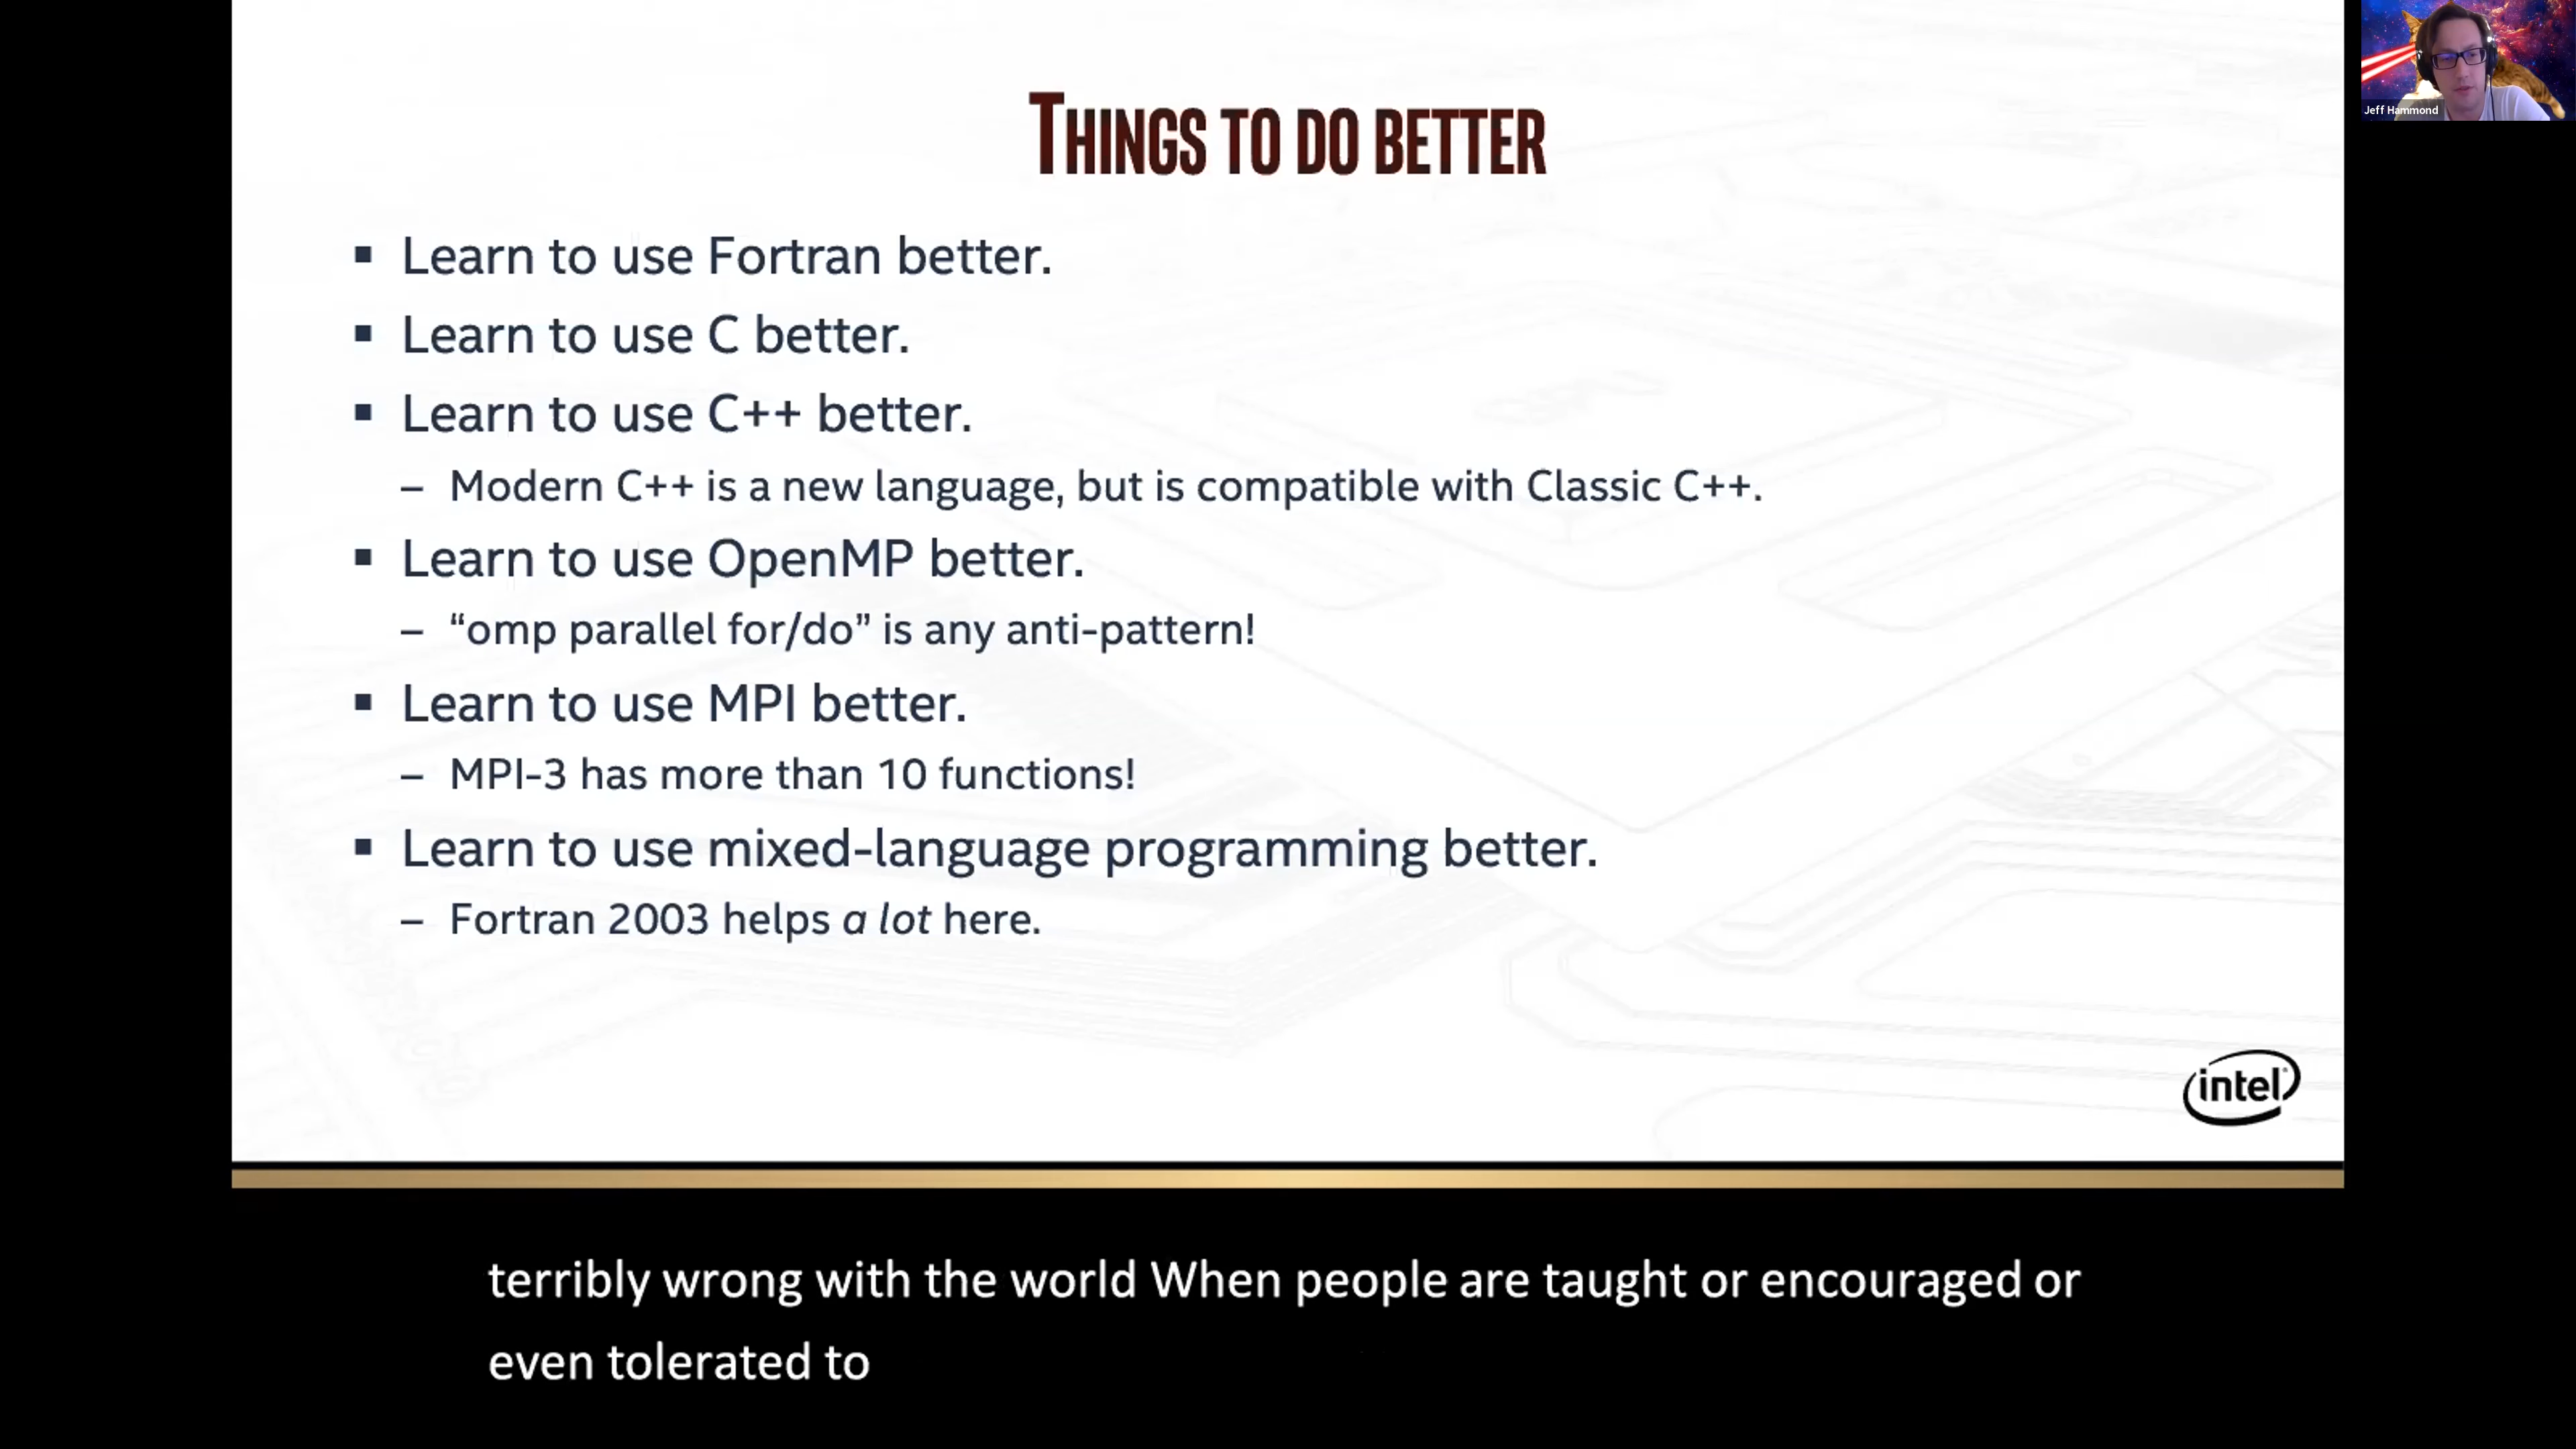 THINGS TO DO BETTER
▪ Learn to use Fortran better.
▪ Learn to use C better.
▪ Learn to use C++ better.
– Modern C++ is a new language, but is compatible with Classic C++.
▪ Learn to use OpenMP better.
– “omp parallel for/do” is any anti-pattern!
▪ Learn to use MPI better.
– MPI-3 has more than 10 functions!
▪ Learn to use mixed-language programming better.
– Fortran 2003 helps a lot here.
intel
Jeff Hammond
terribly wrong with the world When people are taught or encouraged or
even tolerated to